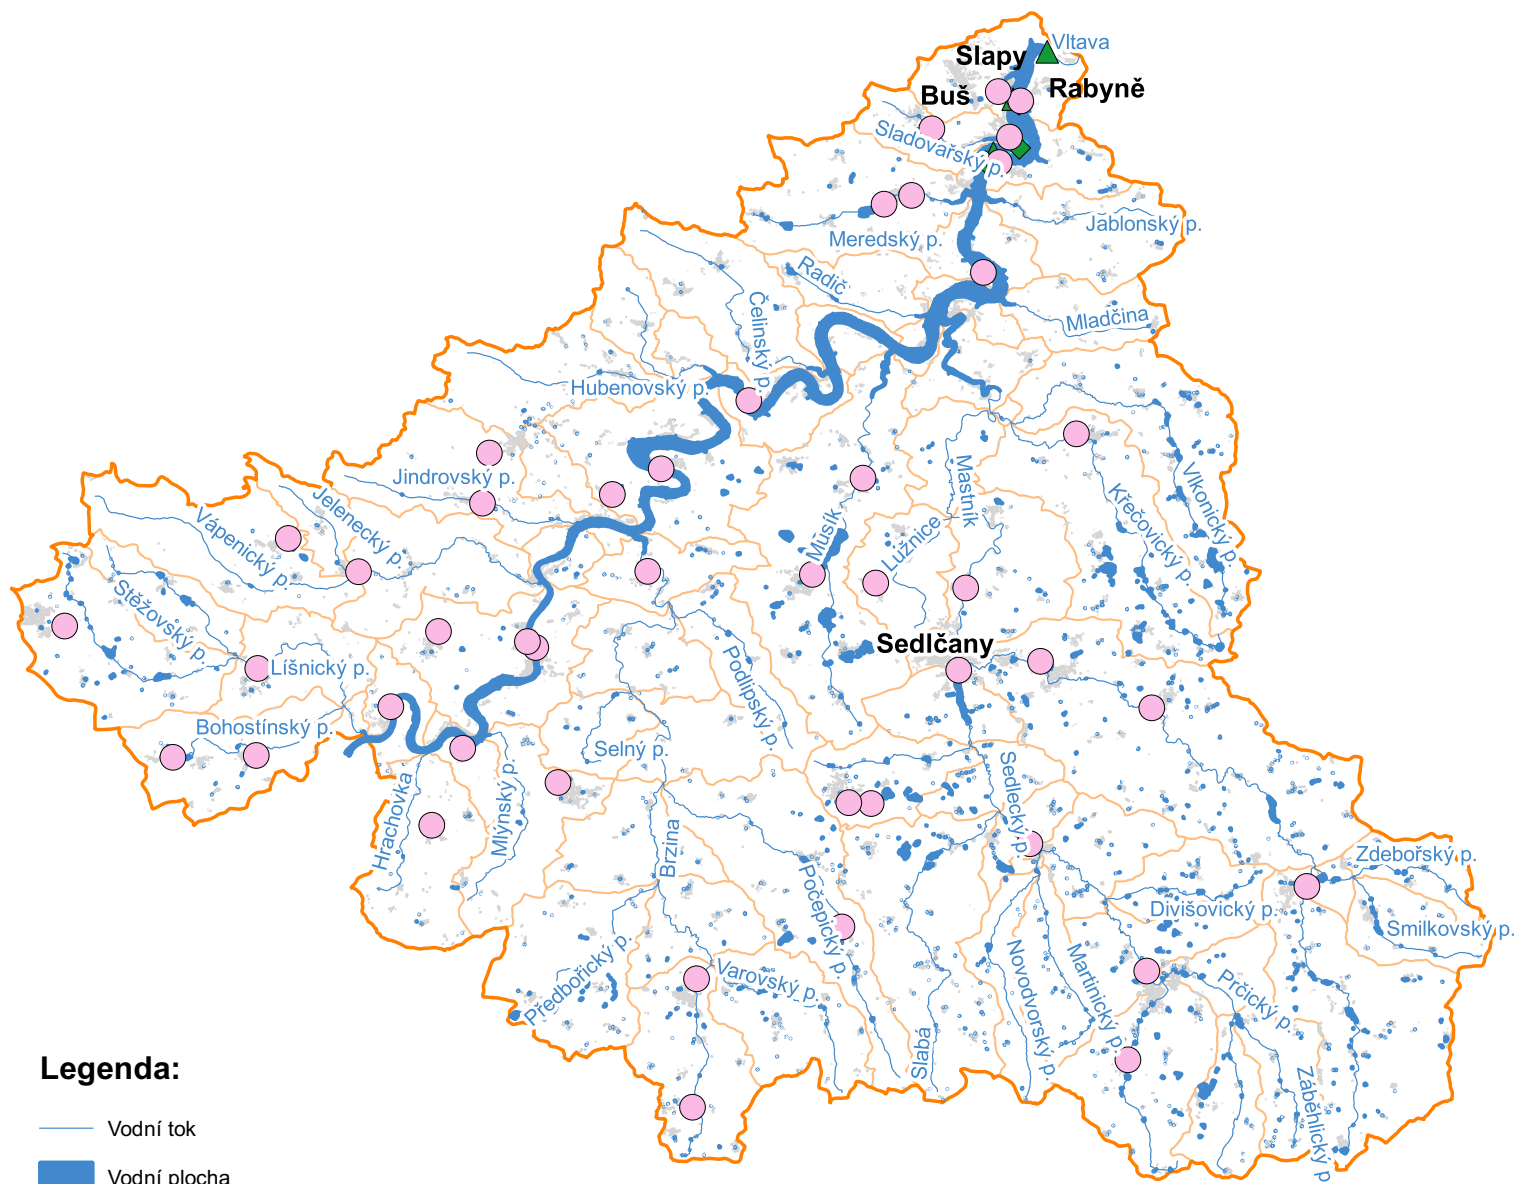 Vltava
Slapy
Rabyně
Buš
Sladovařský p.
Jablonský p.
Meredský p.
Radič
Čelinský p.
Mladčina
Hubenovský p.
Jindrovský p.
Jelenecký p.
Vápenický p.
Mastník
Křečovický p.
Vlkonický p.
Musík
Lužnice
Stěžovský p.
Líšnický p.
Sedlčany
Podlipský p.
Bohostínský p.
Selný p.
Sedlecký p.
Hrachovka
Mlýnský p.
Brzina
Zdebořský p.
Počepický p.
Divišovický p.
Smilkovský p.
Předbořický p.
Varovský p.
Novodvorský p.
Martinický p.
Prčický p.
Slabá
Záběhlický p
Legenda:
Vodní tok
Vodní plocha